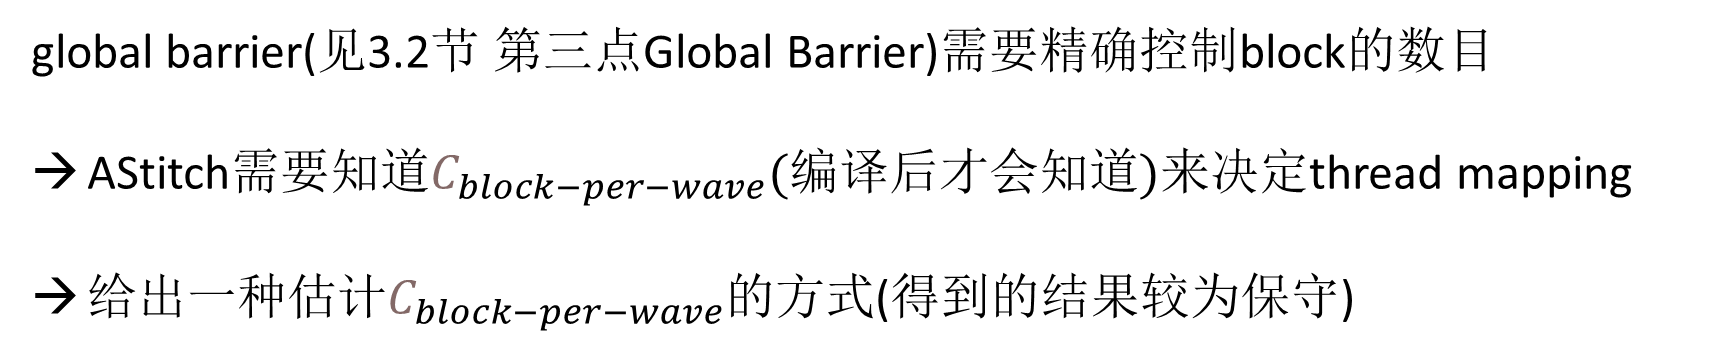 global barrier(见3.2节 第三点Global Barrier)需要精确控制block的数目
→ AStitch需要知道C_{block-per-wave}(编译后才会知道)来决定thread mapping
→ 给出一种估计C_{block-per-wave}的方式(得到的结果较为保守)